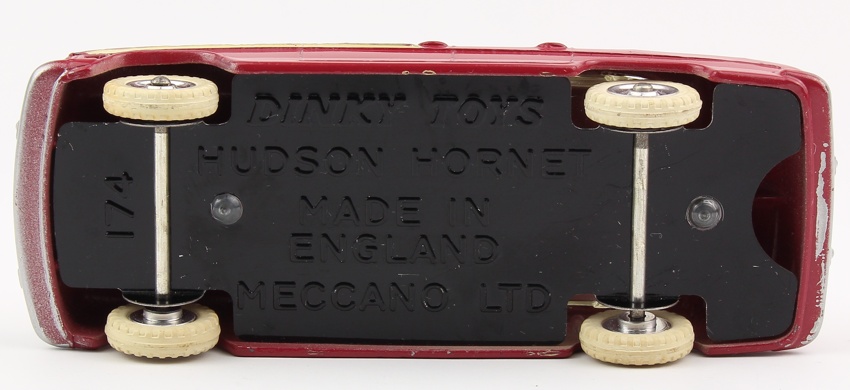 DINKY TOYS
HUDSON HORNET
174
MADE IN
ENGLAND
MECCANO LTD